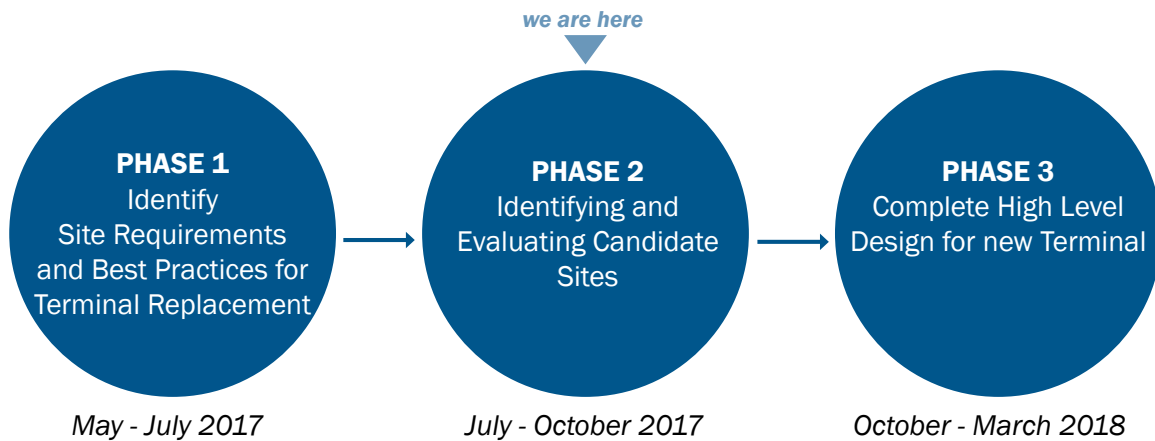 we are here
PHASE 1
Identify
Site Requirements
and Best Practices for
Terminal Replacement
May - July 2017
PHASE 2
Identifying and
Evaluating Candidate
Sites
July - October 2017
PHASE 3
Complete High Level
Design for new Terminal
October - March 2018